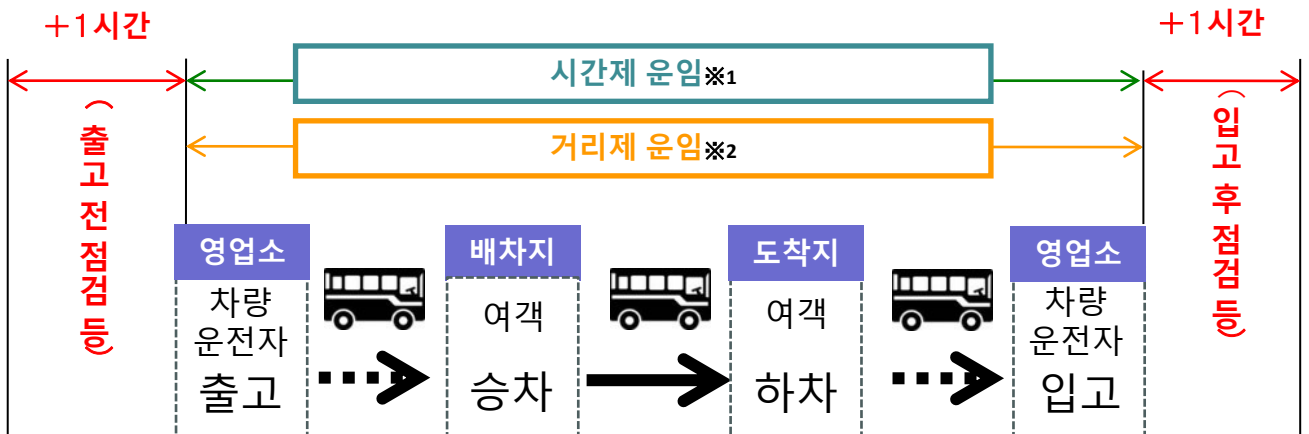 +1시간
+1시간
시간제 운임※1
거리제 운임※2
(출고 전 점검 등)
(입고 후 점검 등)
영업소
차량
운전자
출고
배차지
여객
승차
도착지
여객
하차
영업소
차량
운전자
입고